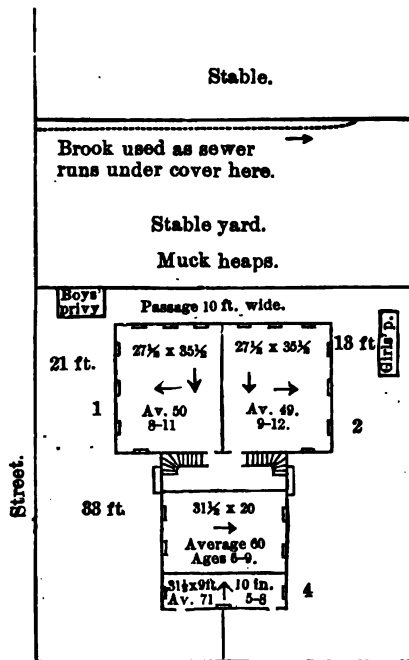 Stable.
Brook used as sewer
runs under cover here.
Stable yard.
Muck heaps.
Boys'
privy
Passage 10 ft. wide.
Girls' p.
21 ft.
27½ x 35½
27½ x 35½
13 ft
Av. 50
8-11
Av. 49.
9-12.
1
2
Street.
33 ft.
31½ x 20
Average 60
Ages 5-9.
31½x9ft. 10 in.
Av. 71 5-8
4